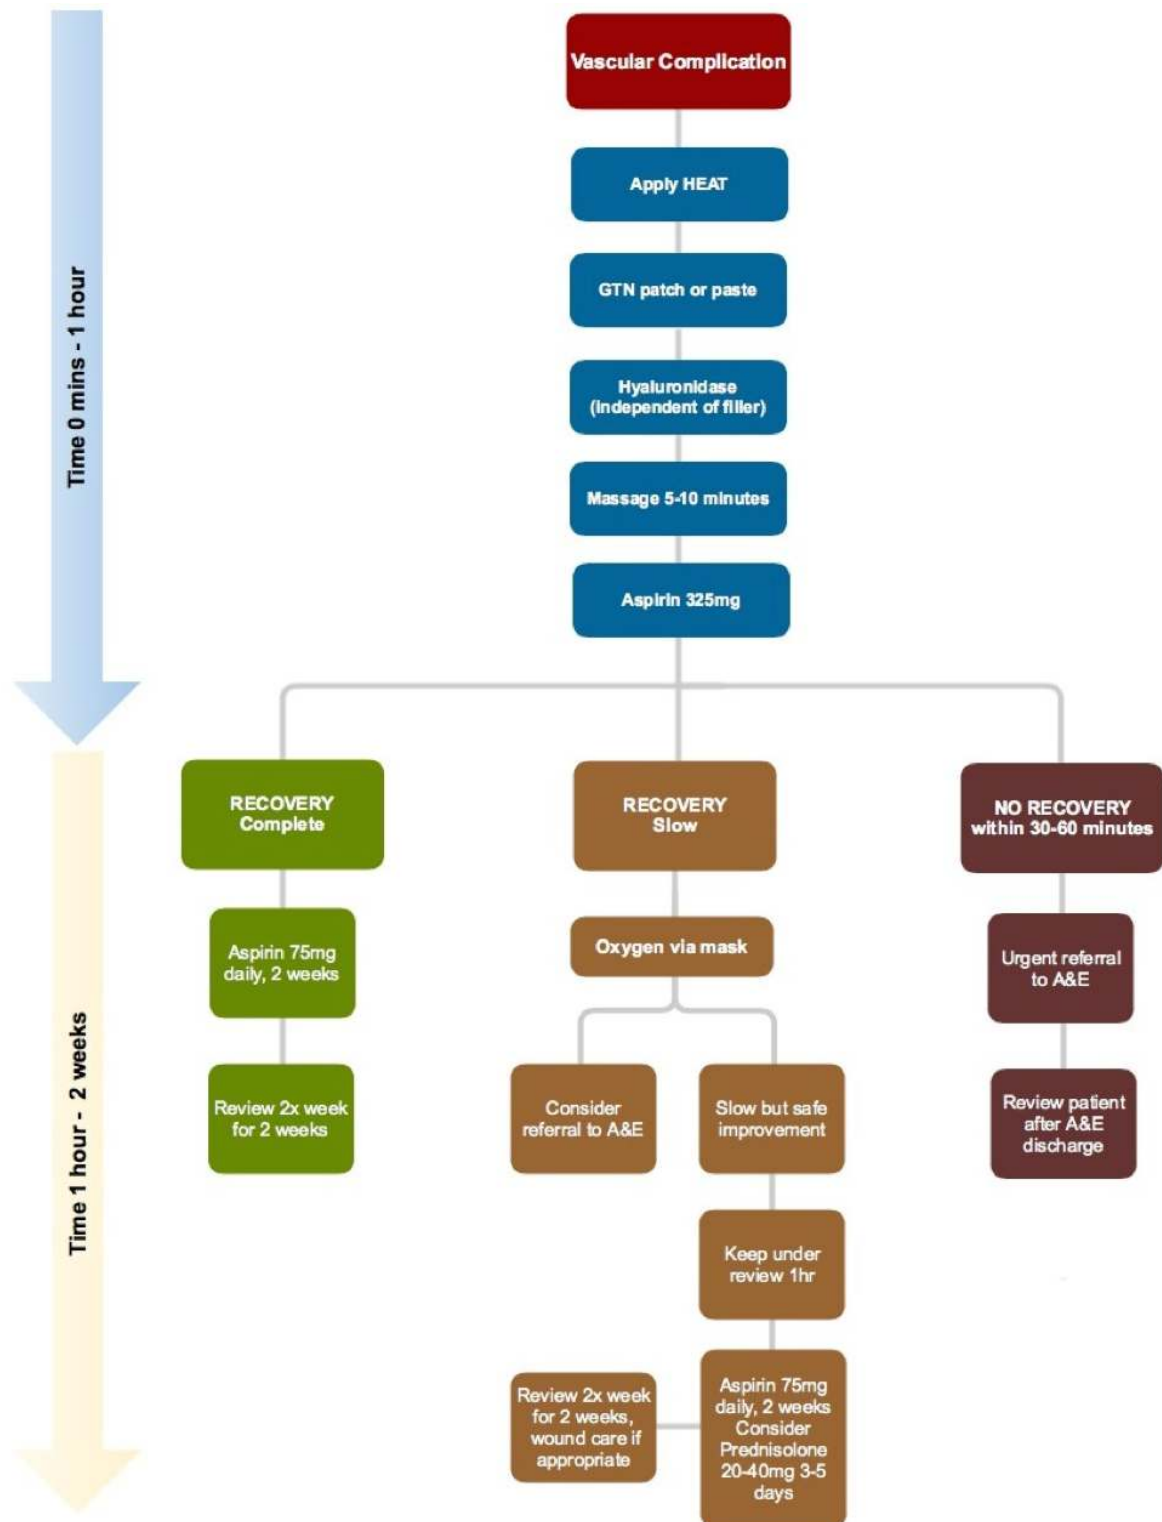 Vascular Complication
Apply HEAT
GTN patch or paste
Hyaluronidase
(independent of filler)
Massage 5-10 minutes
Aspirin 325mg
Time 0 mins - 1 hour
RECOVERY
Complete
Aspirin 75mg
daily, 2 weeks
Review 2x week
for 2 weeks
RECOVERY
Slow
Oxygen via mask
Consider
referral to A&E
Slow but safe
improvement
Keep under
review 1hr
Aspirin 75mg
daily, 2 weeks
Consider
Prednisolone
20-40mg 3-5
days
Review 2x week
for 2 weeks,
wound care if
appropriate
NO RECOVERY
within 30-60 minutes
Urgent referral
to A&E
Review patient
after A&E
discharge
Time 1 hour - 2 weeks